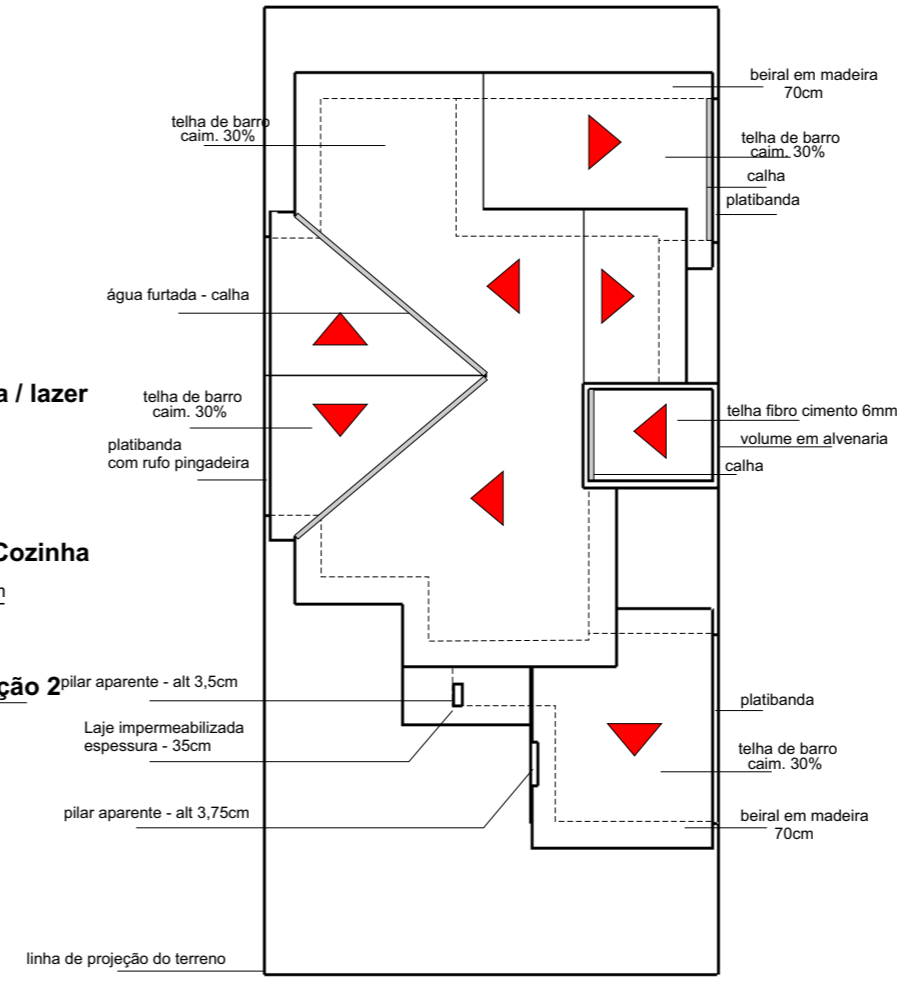 beiral em madeira
70cm
telha de barro
caim. 30%
telha de barro
caim. 30%
calha
platibanda
água furtada - calha
a / lazer
telha de barro
caim. 30%
telha fibro cimento 6mm
platibanda
com rufo pingadeira
volume em alvenaria
calha
Cozinha
ção 2
pilar aparente - alt 3,5cm
platibanda
Laje impermeabilizada
espessura - 35cm
telha de barro
caim. 30%
pilar aparente - alt 3,75cm
beiral em madeira
70cm
linha de projeção do terreno